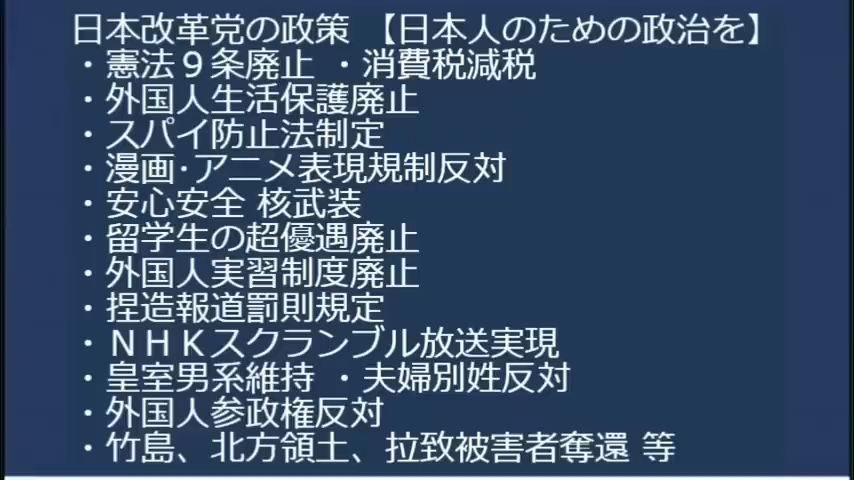 日本改革党の政策 【日本人のための政治を】
・憲法９条廃止 ・消費税減税
・外国人生活保護廃止
・スパイ防止法制定
・漫画･アニメ表現規制反対
・安心安全 核武装
・留学生の超優遇廃止
・外国人実習制度廃止
・捏造報道罰則規定
・ＮＨＫスクランブル放送実現
・皇室男系維持 ・夫婦別姓反対
・外国人参政権反対
・竹島、北方領土、拉致被害者奪還 等